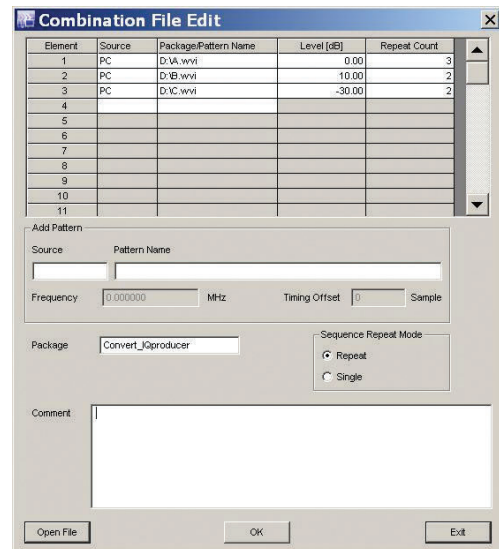 Combination File Edit
Element Source Package/Pattern Name Level [dB] Repeat Count
1 PC D:\A.wvi 0.00 3
2 PC D:\B.wvi 10.00 2
3 PC D:\C.wvi -30.00 2
4
5
6
7
8
9
10
11
Add Pattern
Source Pattern Name
Frequency 0.000000 MHz Timing Offset 0 Sample
Package Convert_IQproducer
Sequence Repeat Mode
Repeat
Single
Comment
Open File OK Exit